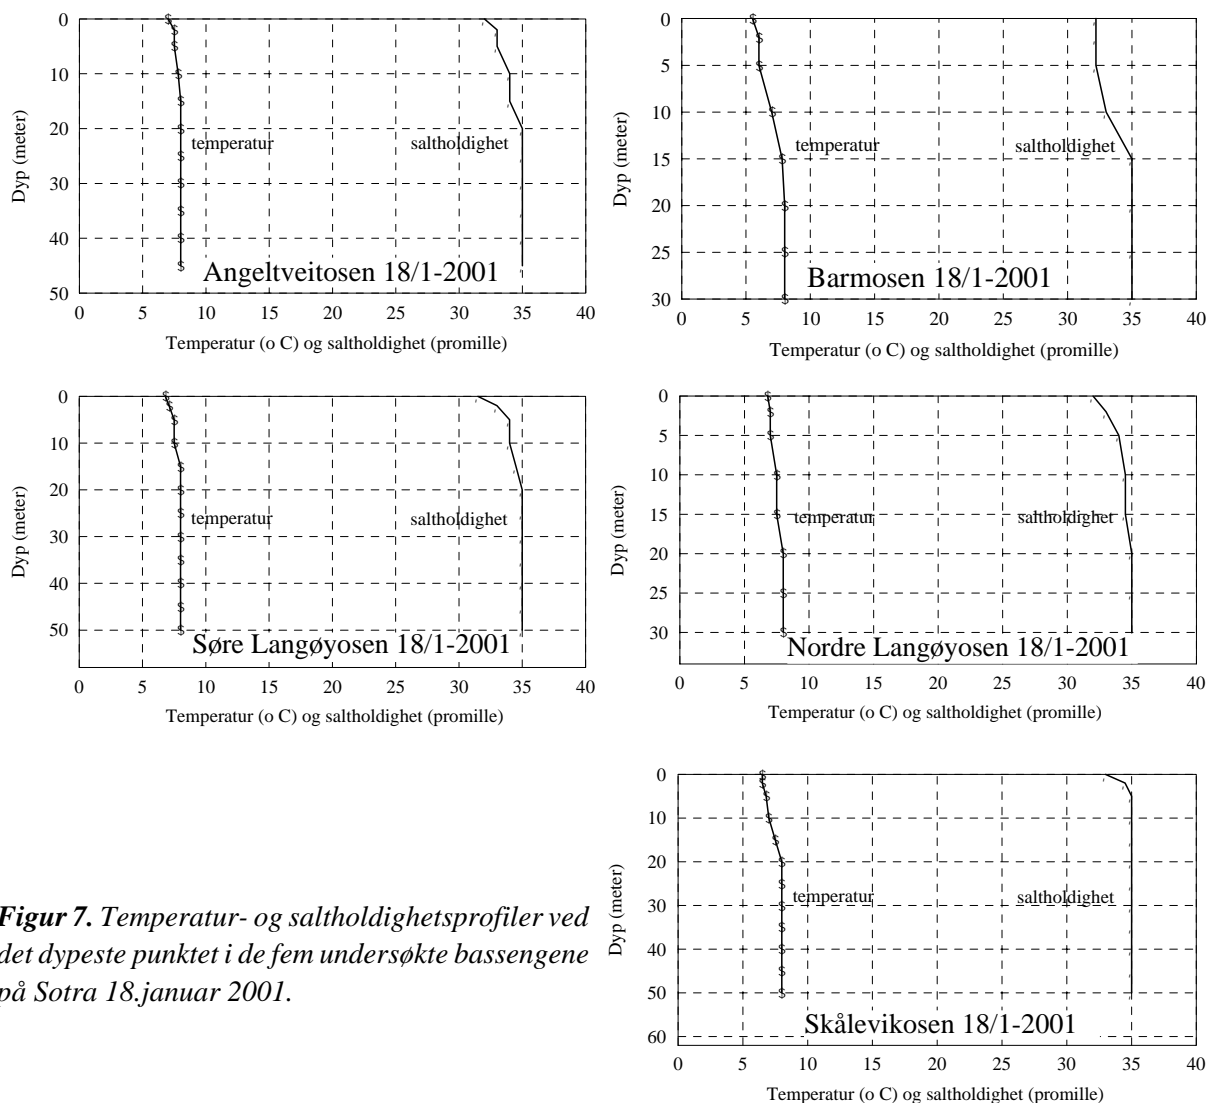 0
10
20
30
40
50
Dyp (meter)
temperatur
saltholdighet
Angeltveitosen 18/1-2001
0 5 10 15 20 25 30 35 40
Temperatur (o C) og saltholdighet (promille)
0
5
10
15
20
25
30
Dyp (meter)
temperatur
saltholdighet
Barmosen 18/1-2001
0 5 10 15 20 25 30 35 40
Temperatur (o C) og saltholdighet (promille)
0
10
20
30
40
50
Dyp (meter)
temperatur
saltholdighet
Søre Langøyosen 18/1-2001
0 5 10 15 20 25 30 35 40
Temperatur (o C) og saltholdighet (promille)
0
5
10
15
20
25
30
Dyp (meter)
temperatur
saltholdighet
Nordre Langøyosen 18/1-2001
0 5 10 15 20 25 30 35 40
Temperatur (o C) og saltholdighet (promille)
0
10
20
30
40
50
60
Dyp (meter)
temperatur
saltholdighet
Skålevikosen 18/1-2001
0 5 10 15 20 25 30 35 40
Temperatur (o C) og saltholdighet (promille)
Figur 7. Temperatur- og saltholdighetsprofiler ved
det dypeste punktet i de fem undersøkte bassengene
på Sotra 18.januar 2001.